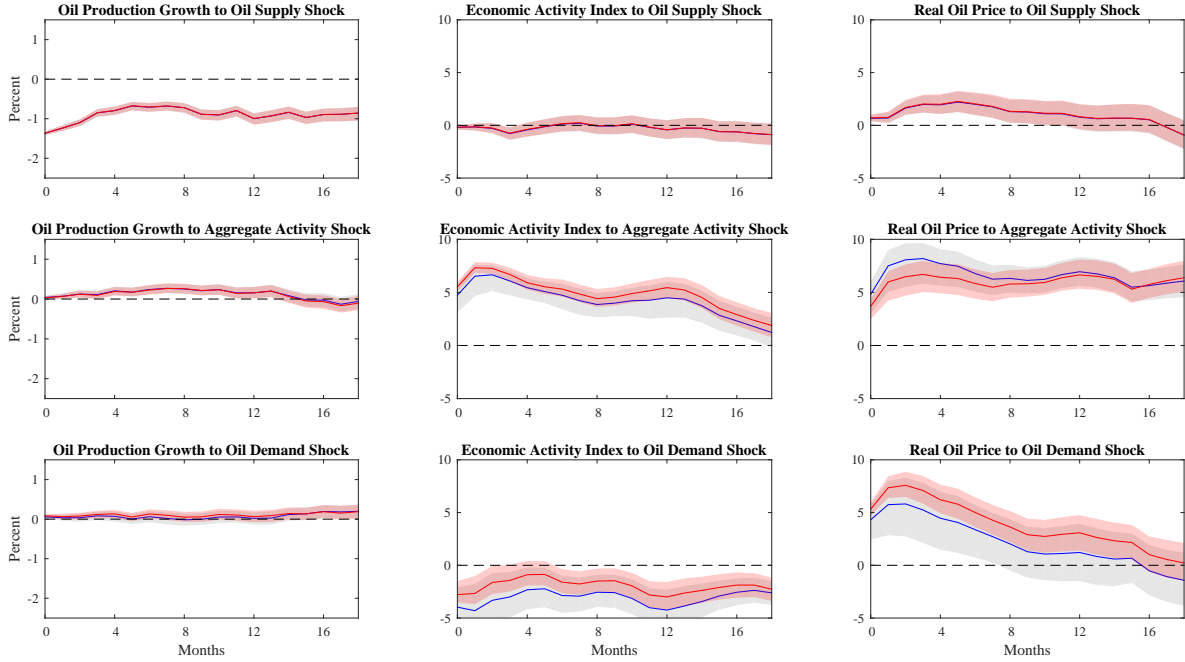 Oil Production Growth to Oil Supply Shock
Economic Activity Index to Oil Supply Shock
Real Oil Price to Oil Supply Shock
Percent
1
0
-1
-2
0 4 8 12 16
10
5
0
-5
0 4 8 12 16
10
5
0
-5
0 4 8 12 16
Oil Production Growth to Aggregate Activity Shock
Economic Activity Index to Aggregate Activity Shock
Real Oil Price to Aggregate Activity Shock
Percent
1
0
-1
-2
0 4 8 12 16
10
5
0
-5
0 4 8 12 16
10
5
0
-5
0 4 8 12 16
Oil Production Growth to Oil Demand Shock
Economic Activity Index to Oil Demand Shock
Real Oil Price to Oil Demand Shock
Percent
1
0
-1
-2
0 4 8 12 16
Months
10
5
0
-5
0 4 8 12 16
Months
10
5
0
-5
0 4 8 12 16
Months